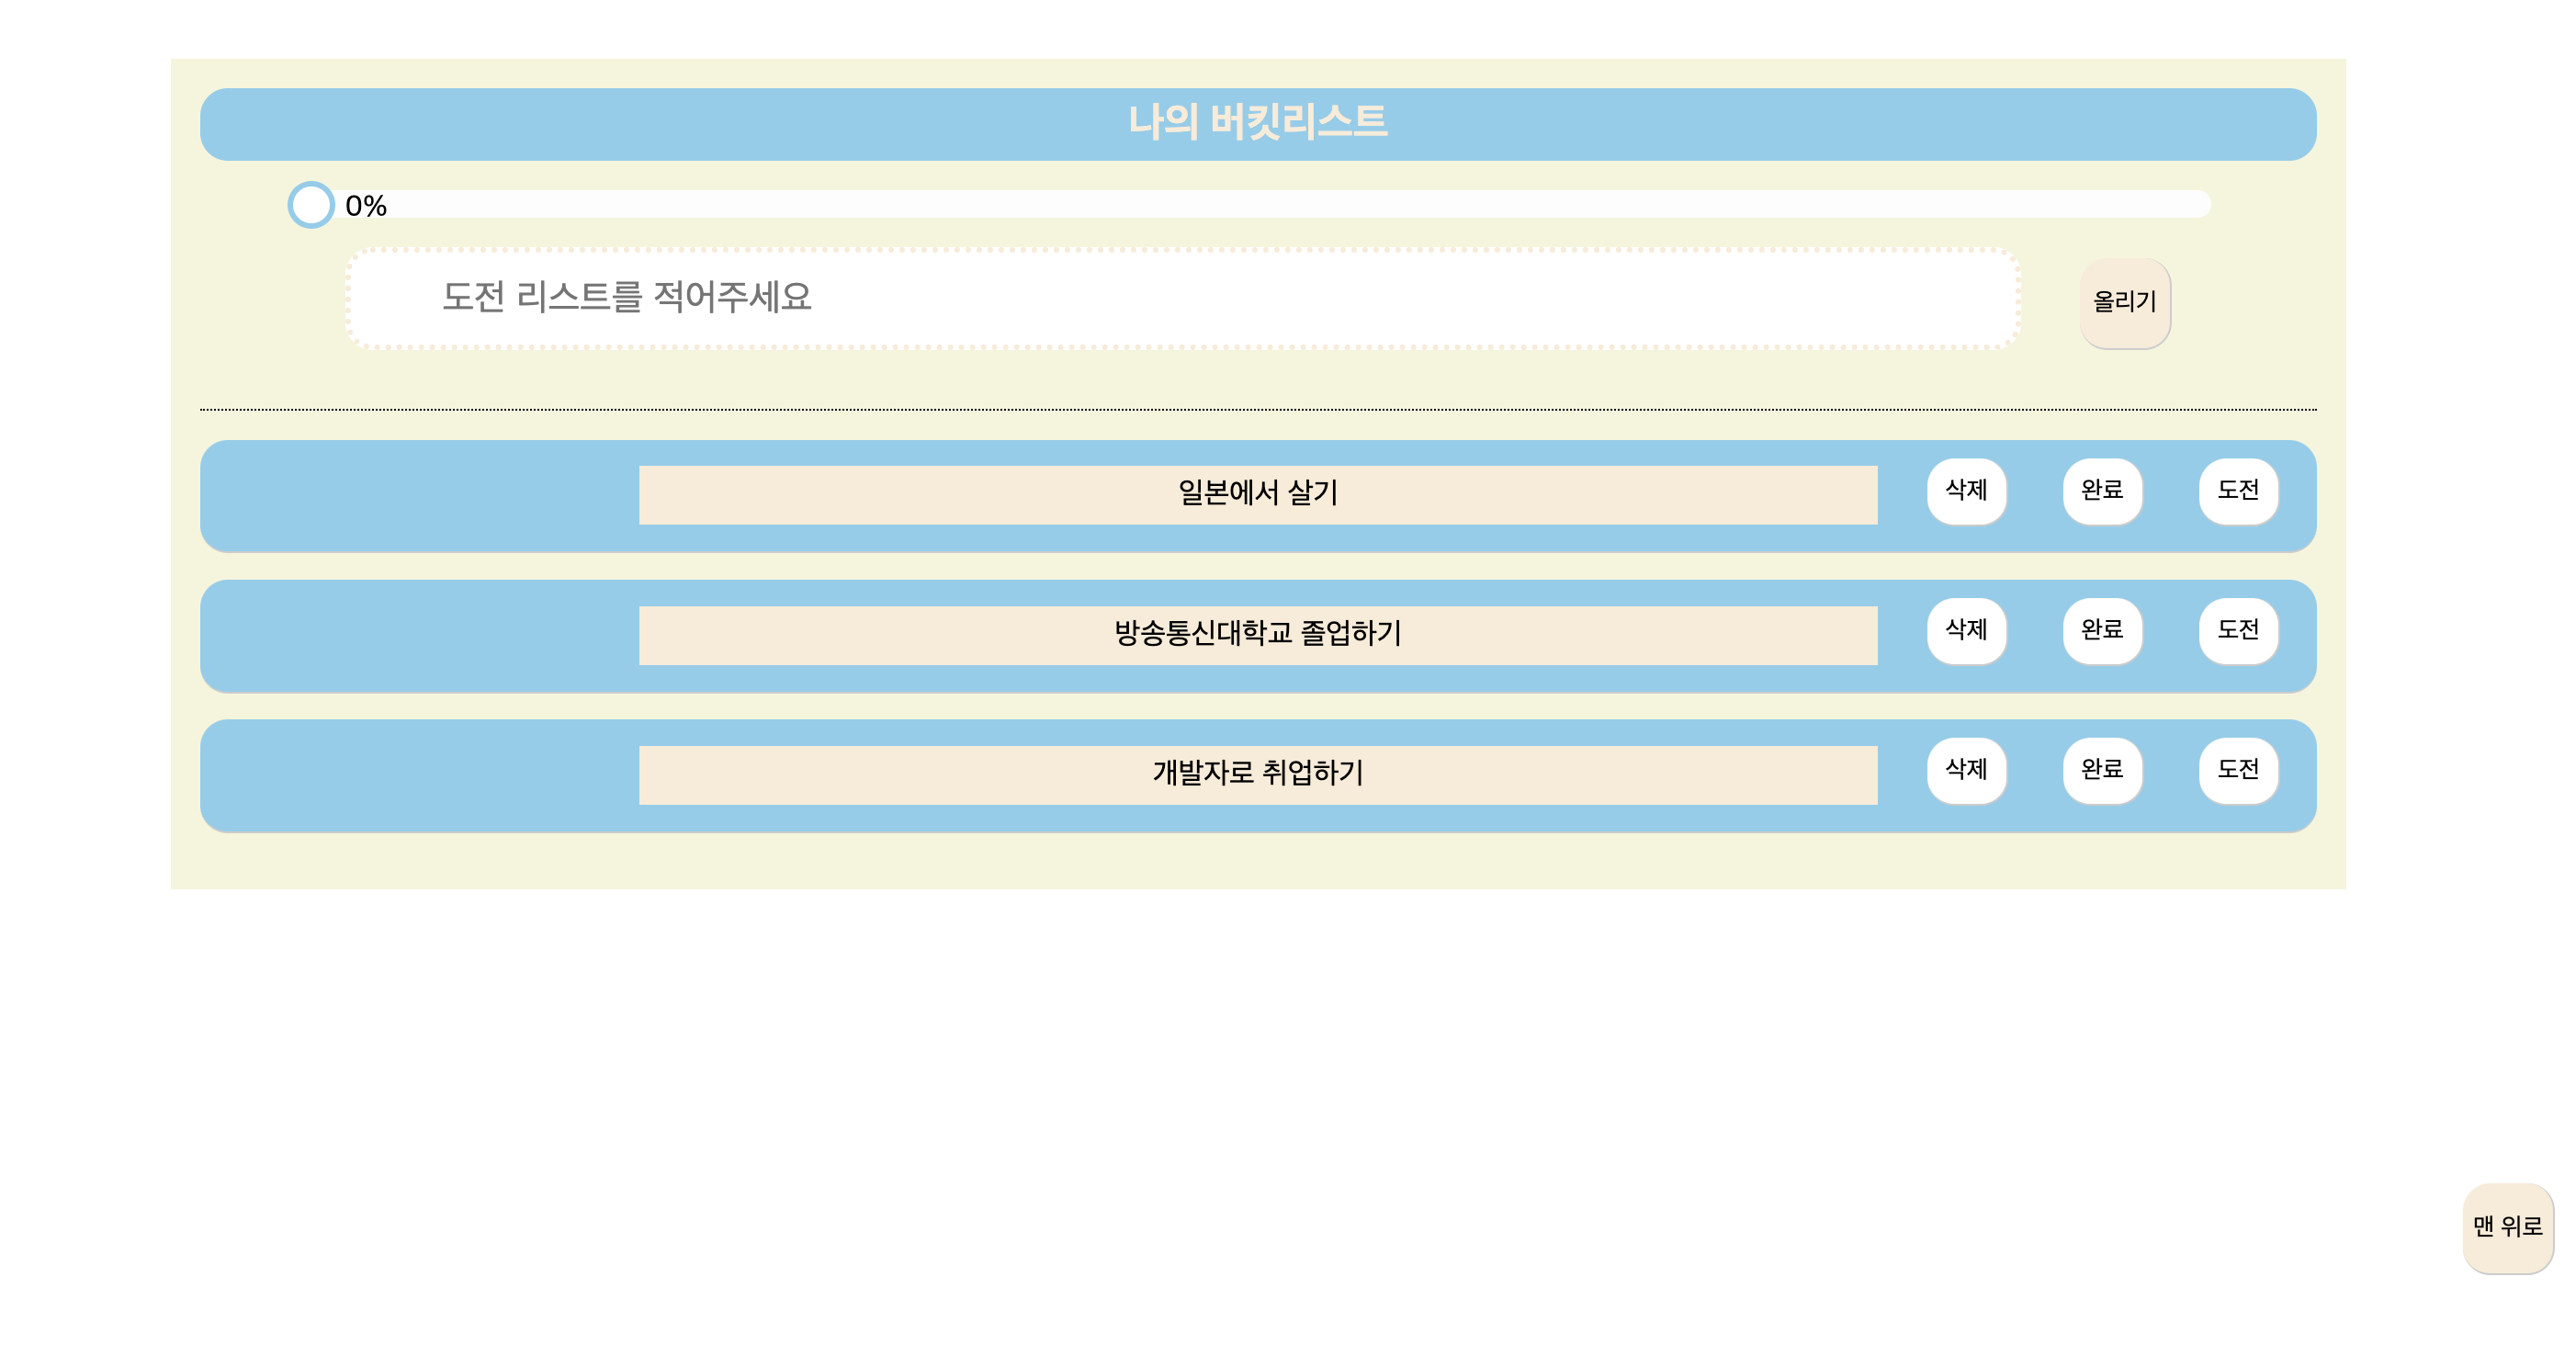 나의 버킷리스트
0%
도전 리스트를 적어주세요
올리기
일본에서 살기 삭제 완료 도전
방송통신대학교 졸업하기 삭제 완료 도전
개발자로 취업하기 삭제 완료 도전
맨 위로